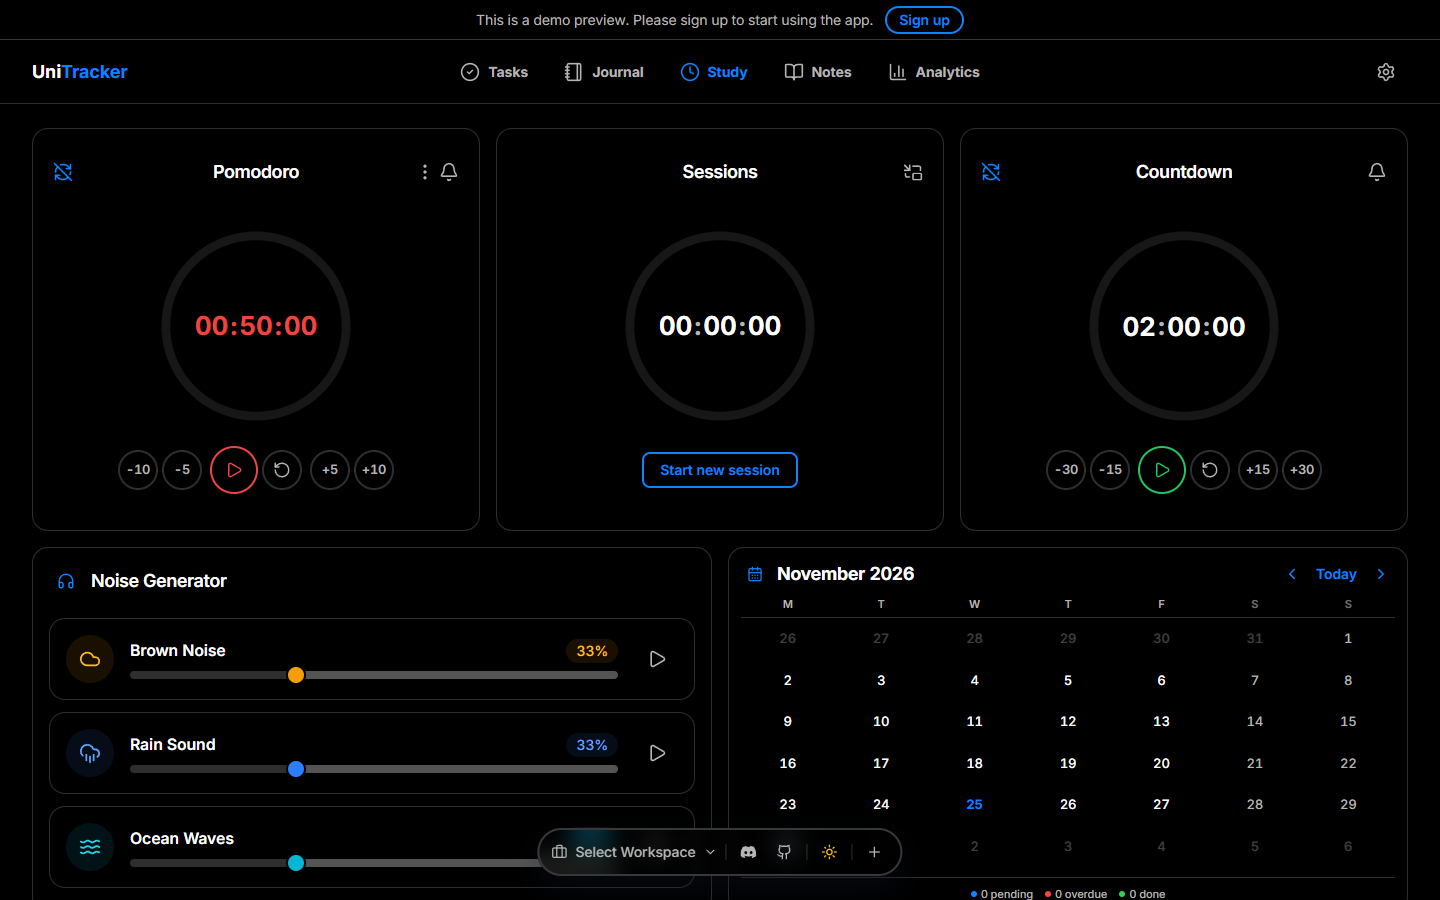 This is a demo preview. Please sign up to start using the app. Sign up
UniTracker
Tasks
Journal
Study
Notes
Analytics
Pomodoro
00:50:00
-10 -5 +5 +10
Sessions
00:00:00
Start new session
Countdown
02:00:00
-30 -15 +15 +30
Noise Generator
Brown Noise 33%
Rain Sound 33%
Ocean Waves
November 2026 Today
M T W T F S S
26 27 28 29 30 31 1
2 3 4 5 6 7 8
9 10 11 12 13 14 15
16 17 18 19 20 21 22
23 24 25 26 27 28 29
2 3 4 5 6
0 pending 0 overdue 0 done
Select Workspace